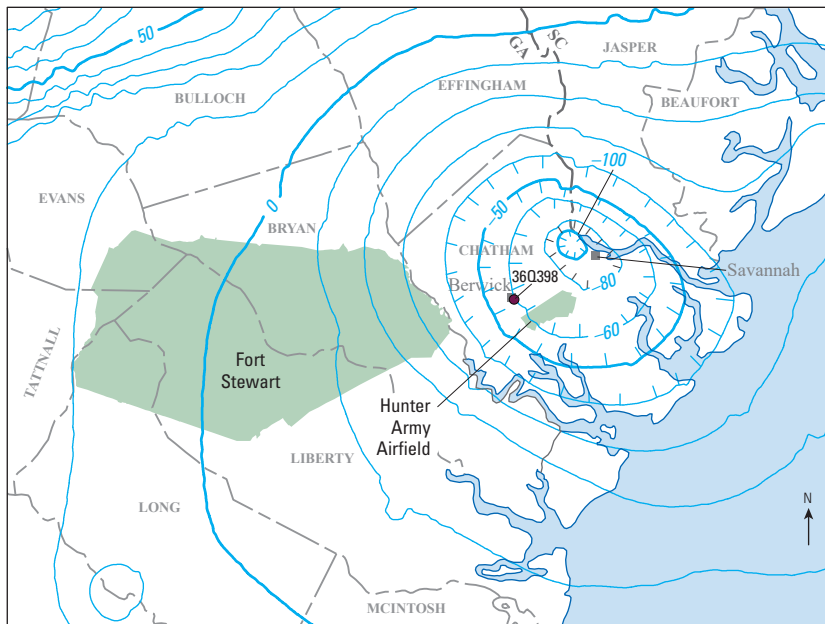 50
SC
GA
JASPER
EFFINGHAM
BEAUFORT
BULLOCH
–100
EVANS
0
–50
BRYAN
CHATHAM
Savannah
36Q398
Berwick
–80
–60
TATTNALL
Fort
Stewart
Hunter
Army
Airfield
LIBERTY
LONG
N
MCINTOSH